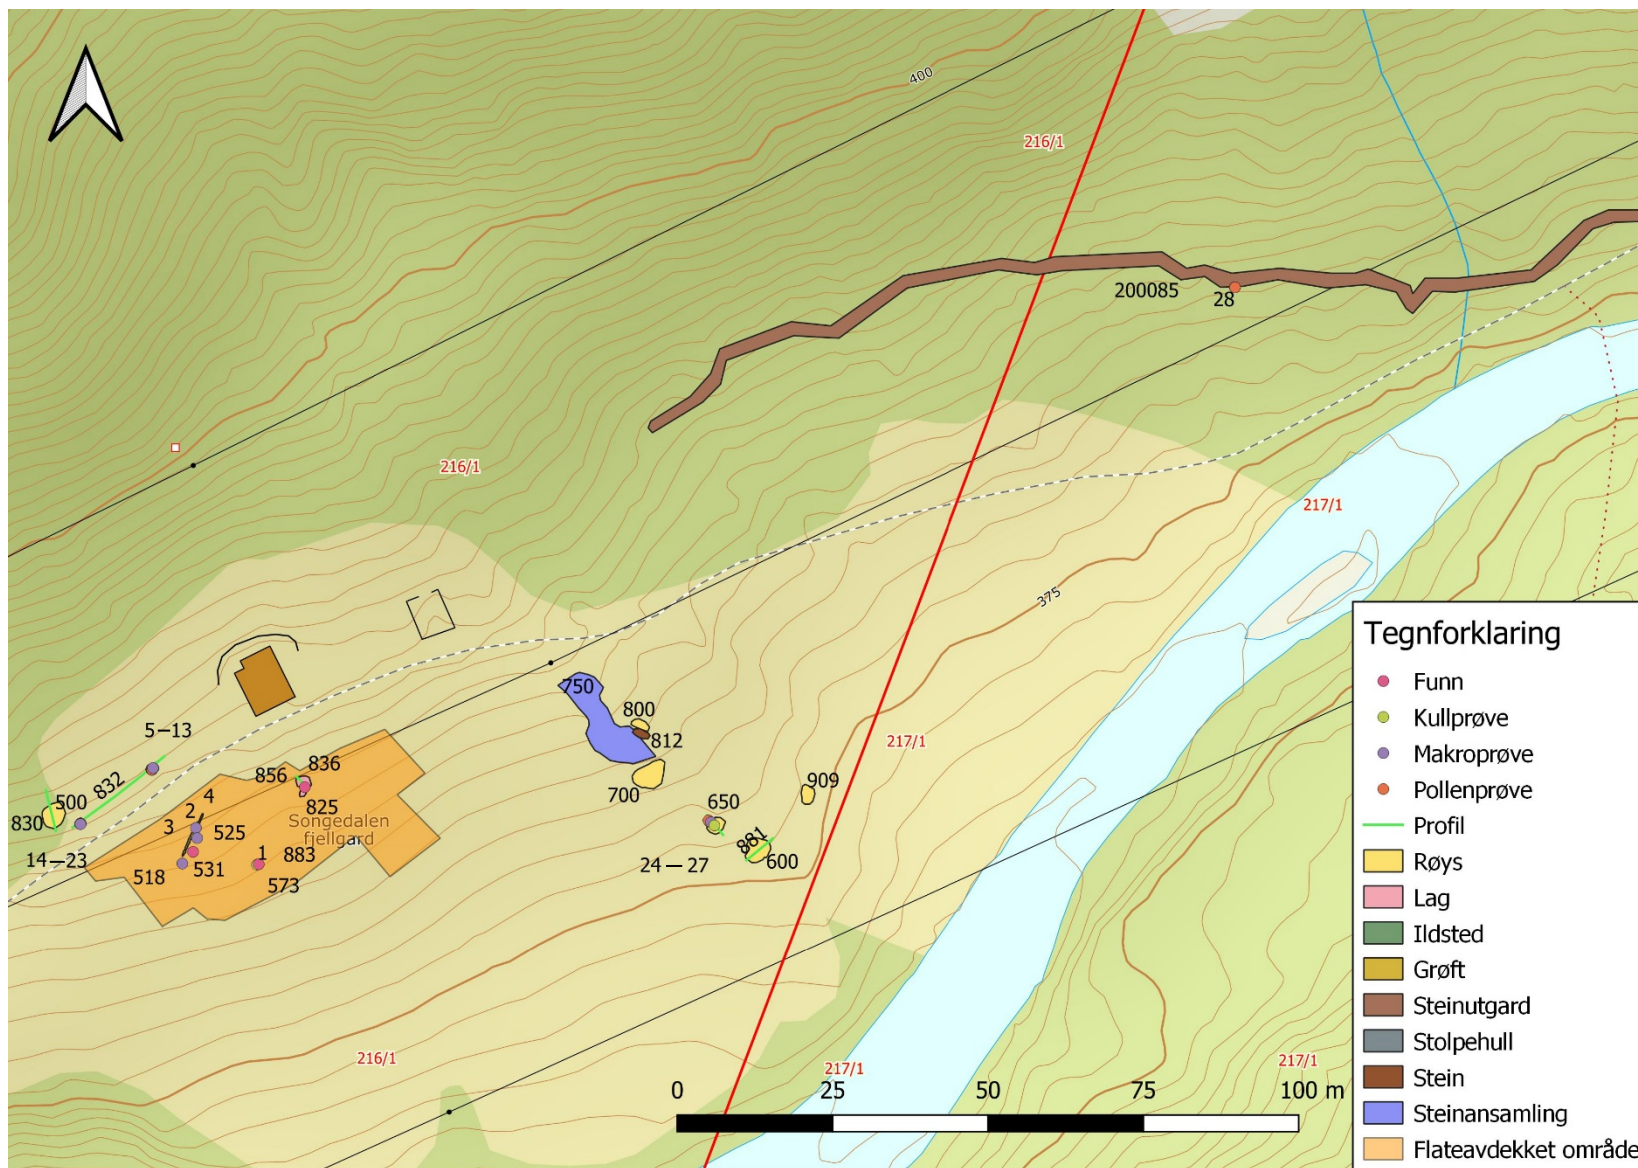 400
216/1
200085
28
216/1
217/1
375
750
800
812
217/1
5—13
832
856
836
909
700
650
500
830
4
2
3
525
825
Songedalen
fjellgard
881
600
14—23
518
531
1
883
573
24 — 27
216/1
217/1
217/1
0
25
50
75
100 m
Tegnforklaring
Funn
Kullprøve
Makroprøve
Pollenprøve
Profil
Røys
Lag
Ildsted
Grøft
Steinutgard
Stolpehull
Stein
Steinansamling
Flateavdekket område